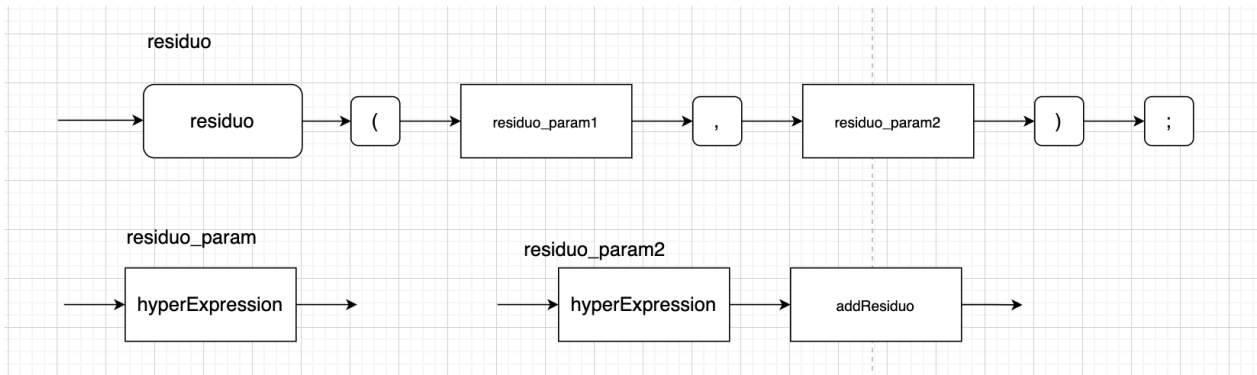 residuo
residuo ( residuo_param1 , residuo_param2 ) ;
residuo_param
residuo_param2
hyperExpression
hyperExpression addResiduo